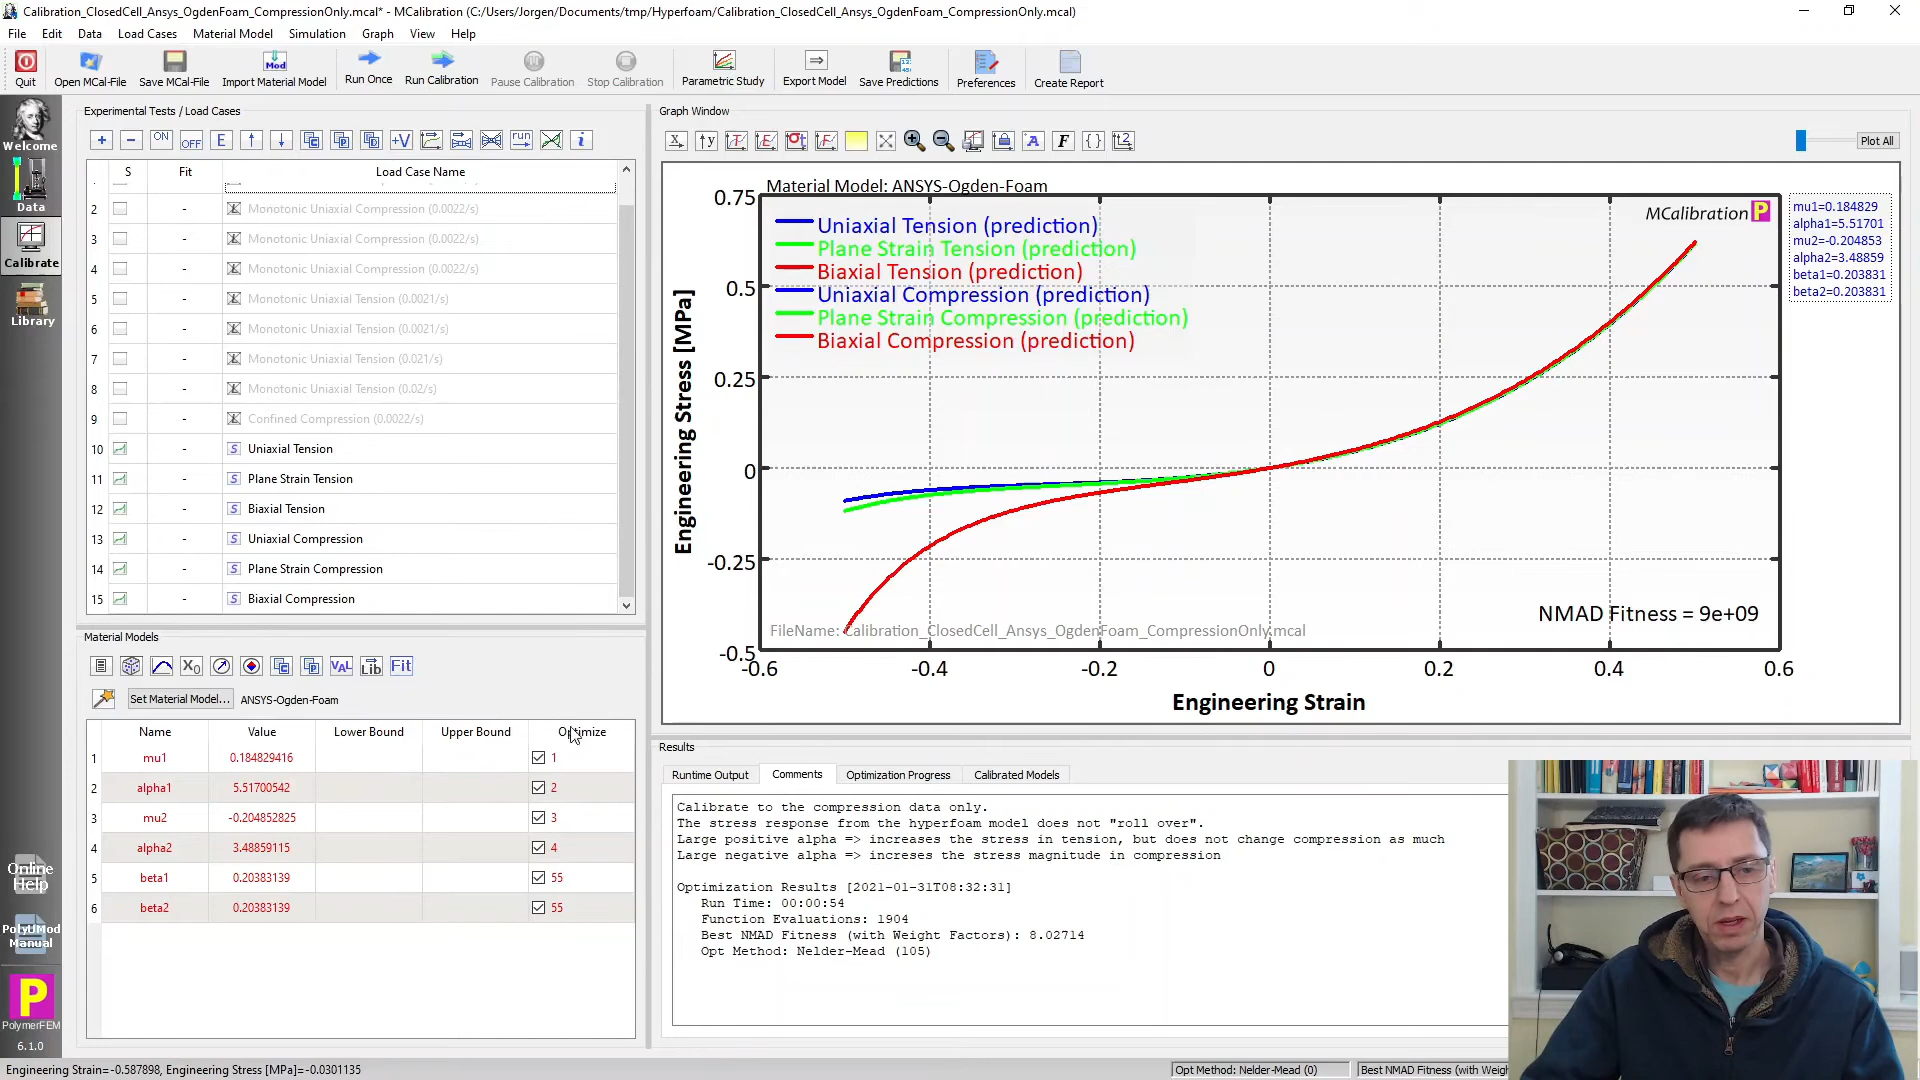 Calibration_ClosedCell_Ansys_OgdenFoam_CompressionOnly.mcal* - MCalibration (C:/Users/Jorgen/Documents/tmp/Hyperfoam/Calibration_ClosedCell_Ansys_OgdenFoam_CompressionOnly.mcal)
File Edit Data Load Cases Material Model Simulation Graph View Help
Quit Open MCal-File Save MCal-File Import Material Model Run Once Run Calibration Pause Calibration Stop Calibration Parametric Study Export Model Save Predictions Preferences Create Report
Welcome
Data
Calibrate
Library
Online Help
PolyUMod Manual
PolymerFEM
6.1.0
Experimental Tests / Load Cases
ON OFF E +V run i
S Fit Load Case Name
2 - Monotonic Uniaxial Compression (0.0022/s)
3 - Monotonic Uniaxial Compression (0.0022/s)
4 - Monotonic Uniaxial Compression (0.0022/s)
5 - Monotonic Uniaxial Tension (0.0021/s)
6 - Monotonic Uniaxial Tension (0.0021/s)
7 - Monotonic Uniaxial Tension (0.021/s)
8 - Monotonic Uniaxial Tension (0.02/s)
9 - Confined Compression (0.0022/s)
10 - S Uniaxial Tension
11 - S Plane Strain Tension
12 - S Biaxial Tension
13 - S Uniaxial Compression
14 - S Plane Strain Compression
15 - S Biaxial Compression
Material Models
X0 VAL Lib Fit
Set Material Model... ANSYS-Ogden-Foam
Name Value Lower Bound Upper Bound Optimize
1 mu1 0.184829416 1
2 alpha1 5.51700542 2
3 mu2 -0.204852825 3
4 alpha2 3.48859115 4
5 beta1 0.20383139 55
6 beta2 0.20383139 55
Graph Window
Plot All
Material Model: ANSYS-Ogden-Foam
Uniaxial Tension (prediction)
Plane Strain Tension (prediction)
Biaxial Tension (prediction)
Uniaxial Compression (prediction)
Plane Strain Compression (prediction)
Biaxial Compression (prediction)
MCalibration P
mu1=0.184829
alpha1=5.51701
mu2=-0.204853
alpha2=3.48859
beta1=0.203831
beta2=0.203831
0.75
0.5
0.25
0
-0.25
-0.5
Engineering Stress [MPa]
NMAD Fitness = 9e+09
FileName: Calibration_ClosedCell_Ansys_OgdenFoam_CompressionOnly.mcal
-0.6 -0.4 -0.2 0 0.2 0.4 0.6
Engineering Strain
Results
Runtime Output Comments Optimization Progress Calibrated Models
Calibrate to the compression data only.
The stress response from the hyperfoam model does not "roll over".
Large positive alpha => increases the stress in tension, but does not change compression as much
Large negative alpha => increses the stress magnitude in compression
Optimization Results [2021-01-31T08:32:31]
Run Time: 00:00:54
Function Evaluations: 1904
Best NMAD Fitness (with Weight Factors): 8.02714
Opt Method: Nelder-Mead (105)
Engineering Strain=-0.587898, Engineering Stress [MPa]=-0.0301135
Opt Method: Nelder-Mead (0)
Best NMAD Fitness (with Weigh